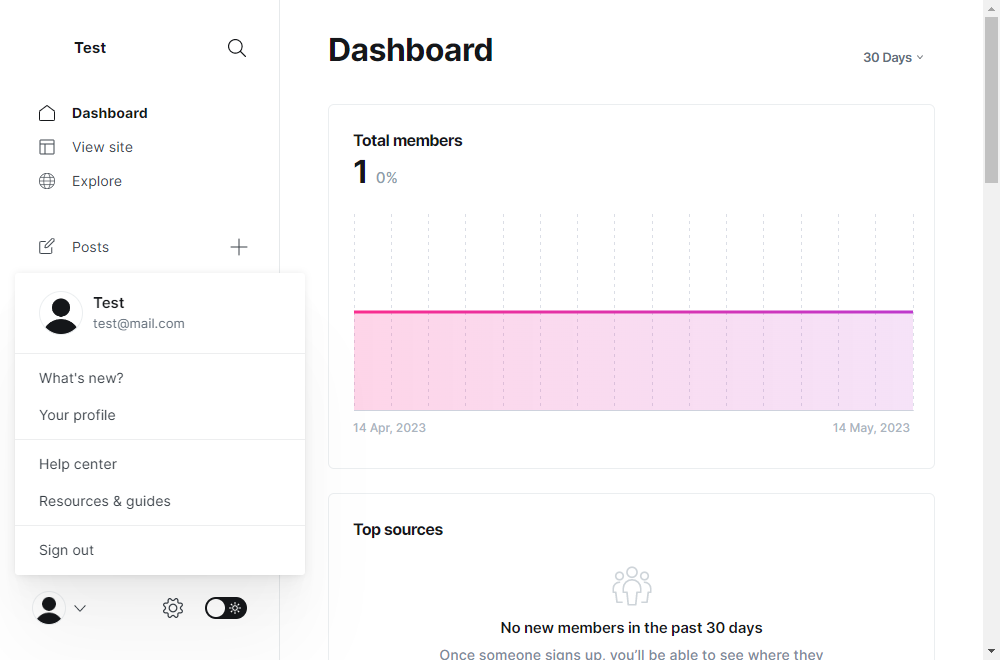 Test
Dashboard
View site
Explore
Posts
Test
test@mail.com
What's new?
Your profile
Help center
Resources & guides
Sign out
Dashboard
30 Days
Total members
1 0%
14 Apr, 2023
14 May, 2023
Top sources
No new members in the past 30 days
Once someone signs up, you'll be able to see where they